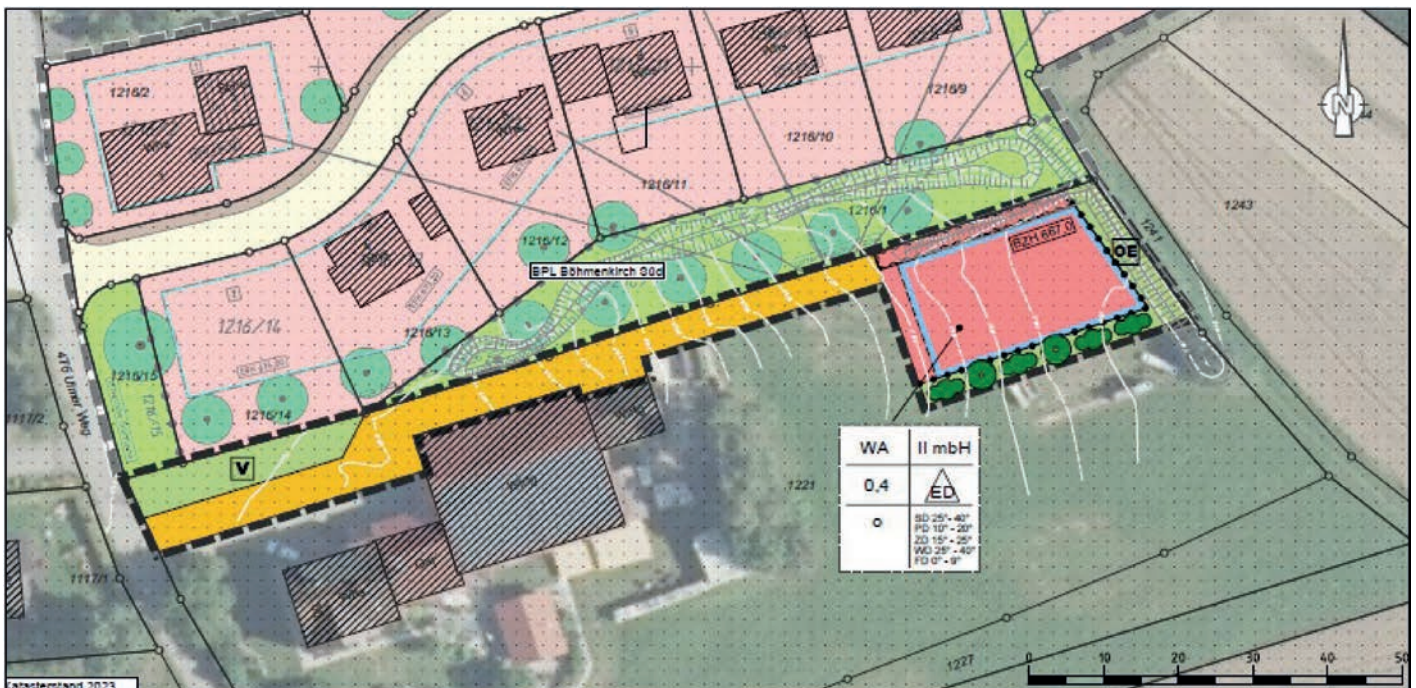 1216/2
1216/9
N
1216/10
1216/11
1216/1
1243
1241
1216/12
BPL Böhmenkirch Süd
BZH 667,0
OE
1216/14
1216/13
1216/15
1216/15
476 Ulmer Weg
1117/2
1216/14
V
WA
II mbH
0,4
ED
o
SD 25°- 40°
PD 10° - 20°
ZD 15° - 25°
WD 25° - 40°
FD 0° - 9°
1221
1117/1
1227
0
10
20
30
40
50
Katasterstand 2023